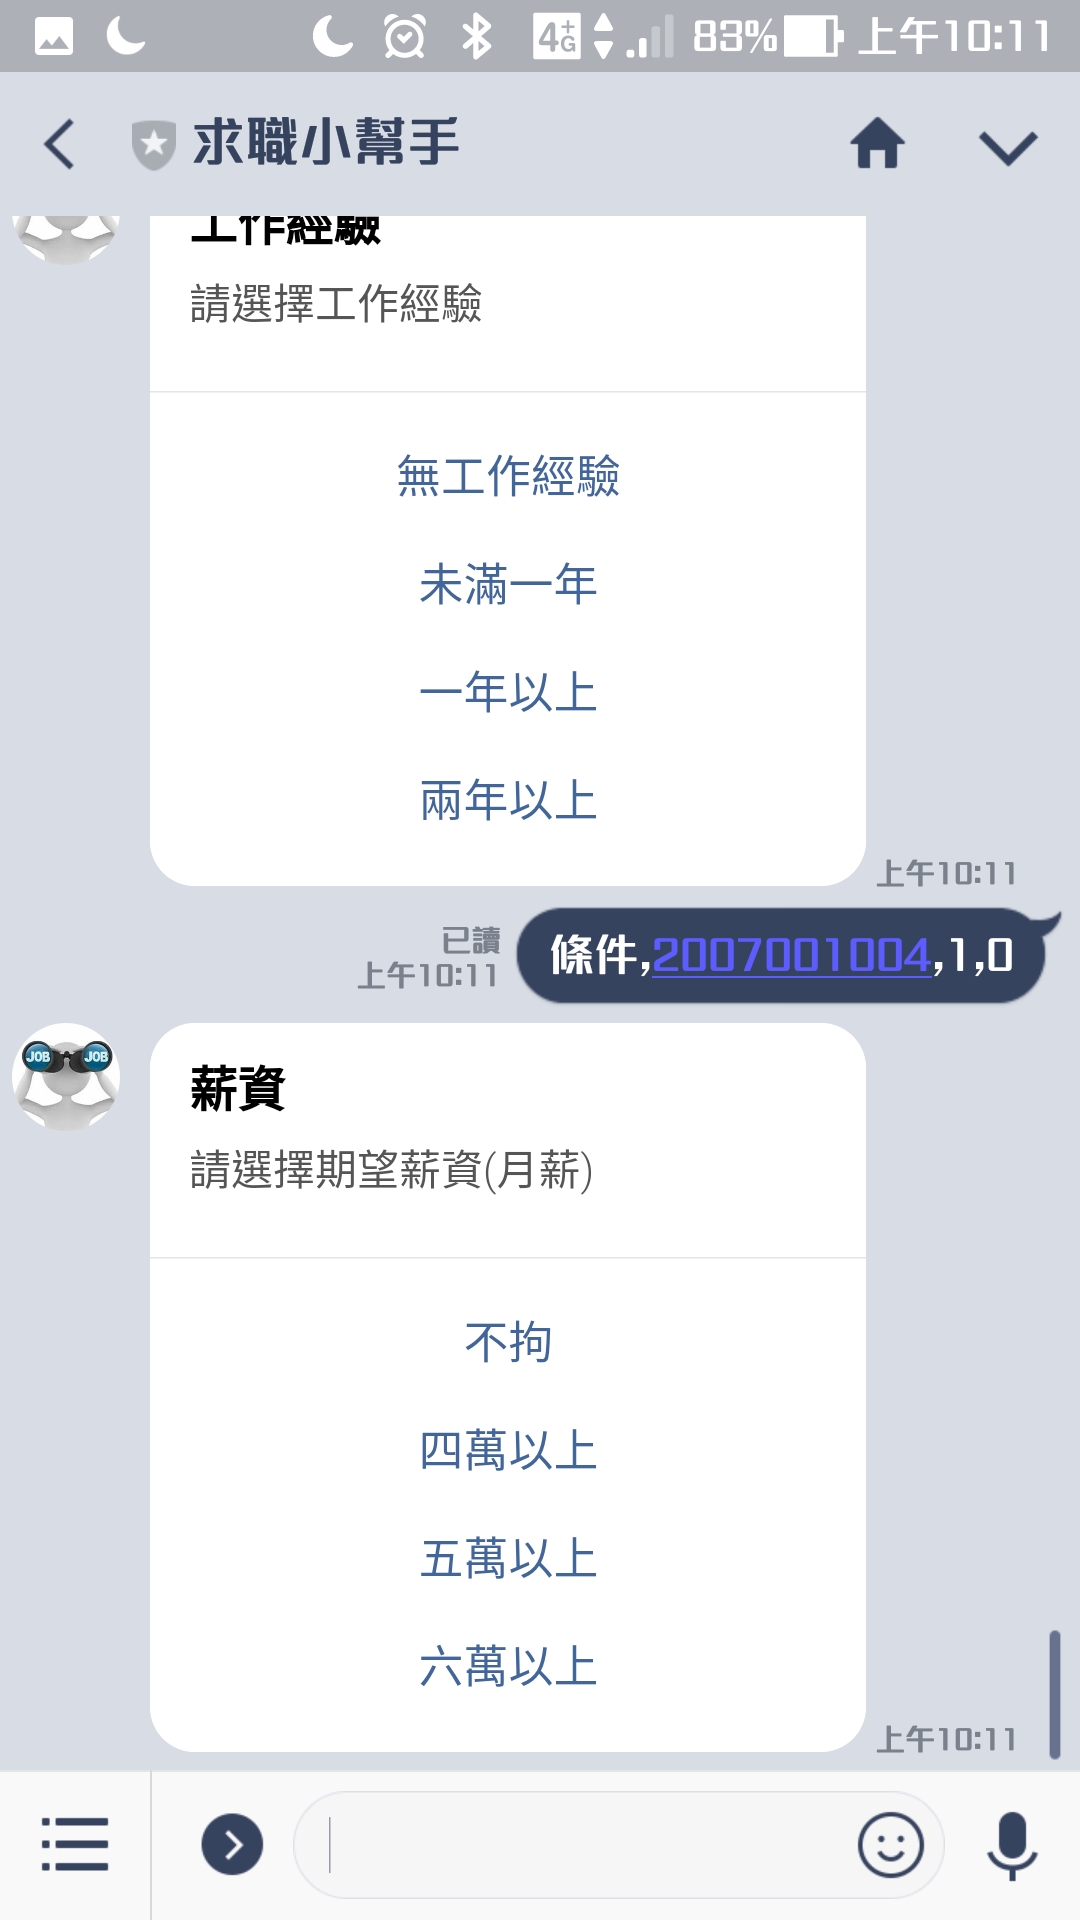 4G+ 83% 上午10:11
求職小幫手
工作經驗
請選擇工作經驗
無工作經驗
未滿一年
一年以上
兩年以上
上午10:11
已讀
上午10:11
條件,2007001004,1,0
JOB JOB
薪資
請選擇期望薪資(月薪)
不拘
四萬以上
五萬以上
六萬以上
上午10:11